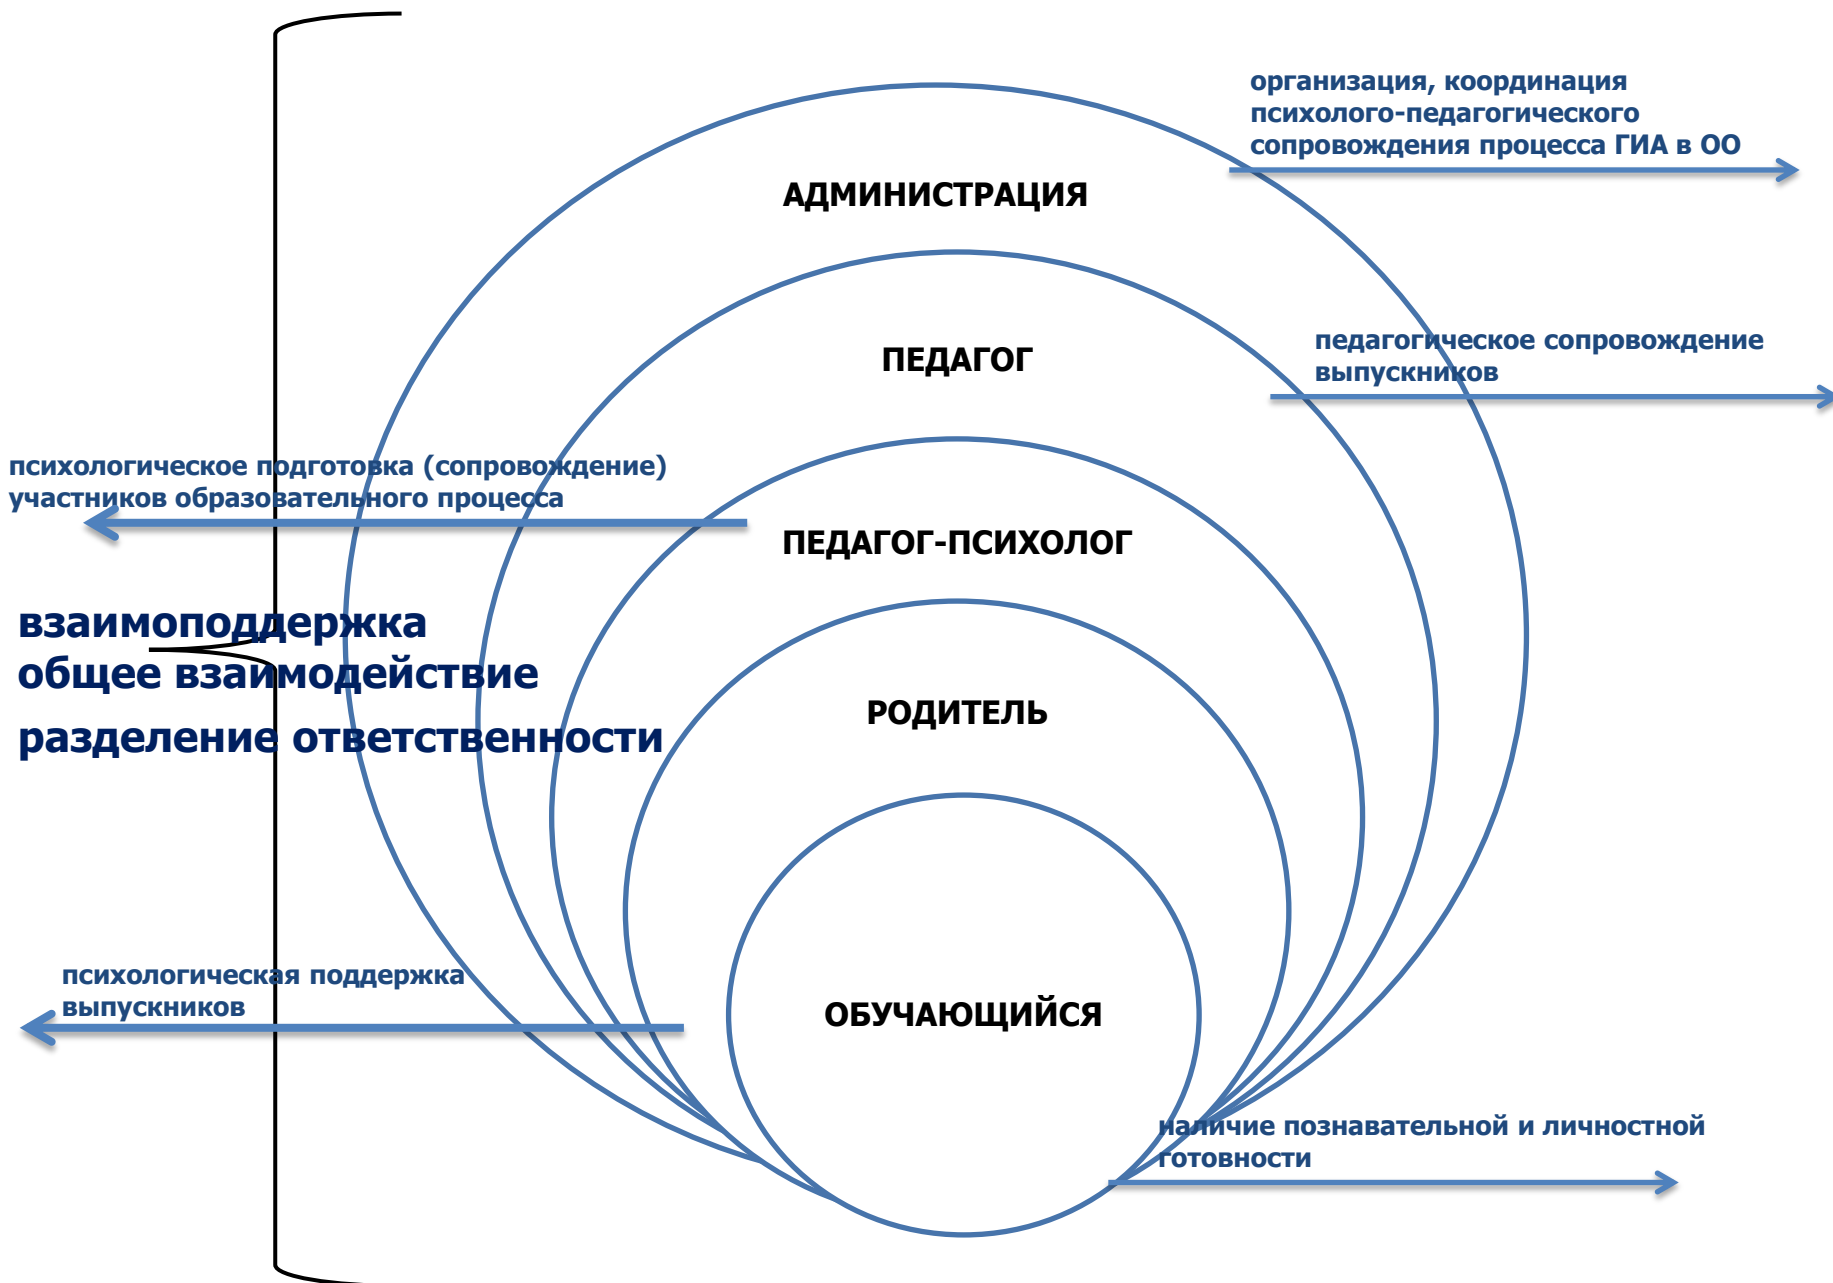 организация, координация
психолого-педагогического
сопровождения процесса ГИА в ОО
АДМИНИСТРАЦИЯ
педагогическое сопровождение
выпускников
ПЕДАГОГ
психологическое подготовка (сопровождение)
участников образовательного процесса
ПЕДАГОГ-ПСИХОЛОГ
взаимоподдержка
общее взаимодействие
разделение ответственности
РОДИТЕЛЬ
психологическая поддержка
выпускников
ОБУЧАЮЩИЙСЯ
наличие познавательной и личностной
готовности